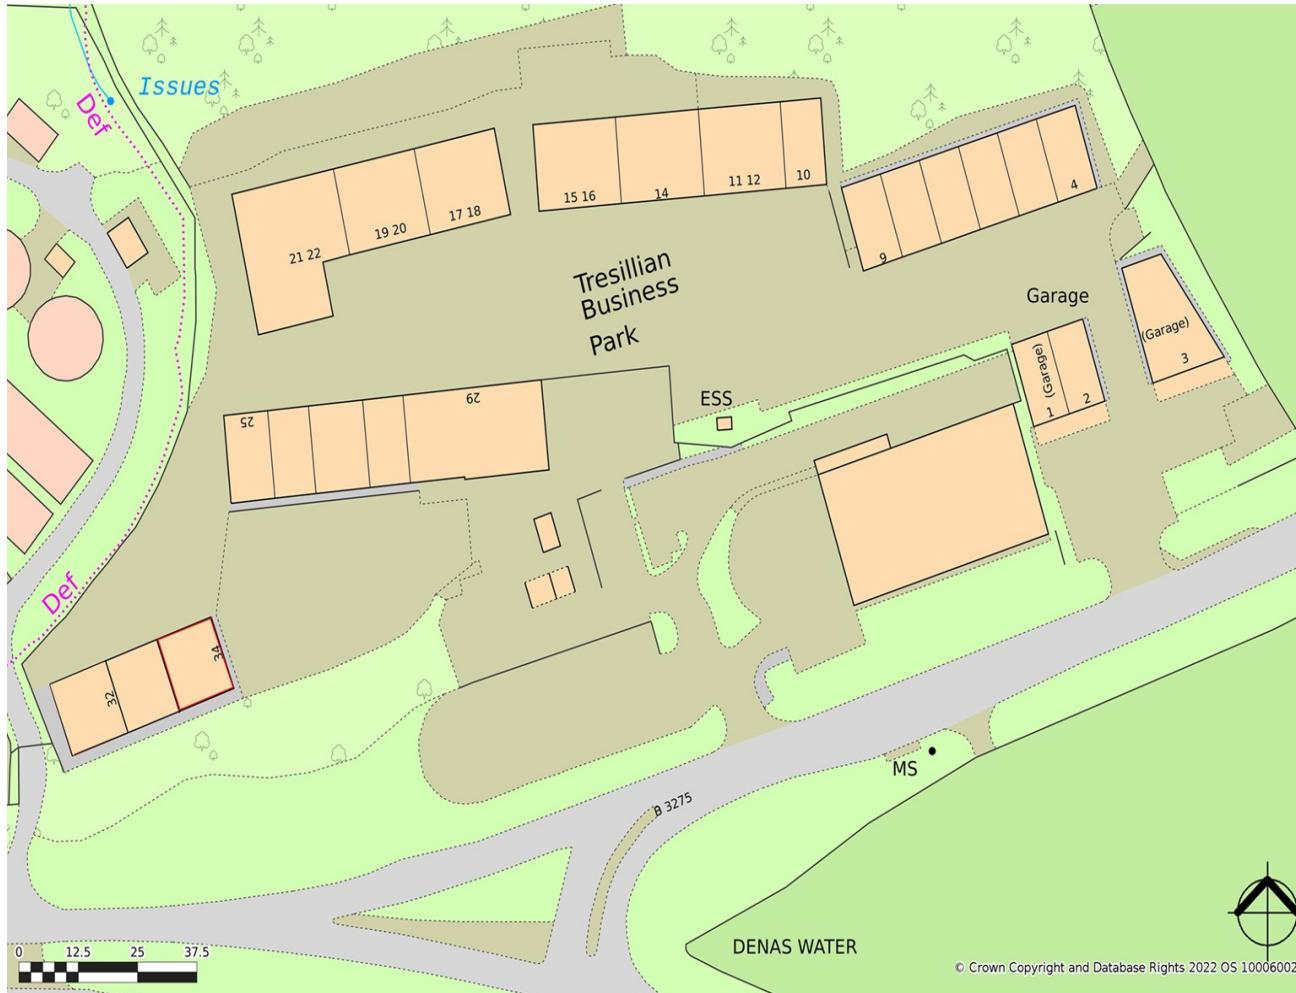 Issues
Def
15 16
14
11 12
10
4
17 18
19 20
21 22
9
Tresillian
Business
Park
Garage
(Garage)
3
(Garage)
1
2
ESS
25
29
Def
34
32
MS
B 3275
DENAS WATER
0 12.5 25 37.5
© Crown Copyright and Database Rights 2022 OS 10006002